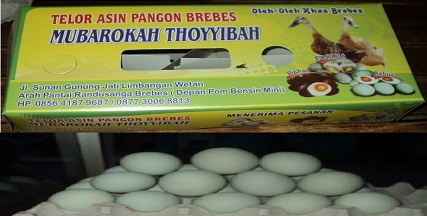 TELOR ASIN PANGON BREBES
Oleh-Oleh Khas Brebes
MUBAROKAH THOYYIBAH
Jl. Sunan Gunung Jati Limbangan Wetan
Arah Pantai Randusanga Brebes ( Depan Pom Bensin Mini)
HP. 0856 4187 9687 / 0877 3006 8813
TELOR ASIN PANGON BREBES
MUBAROKAH THOYYIBAH
MENERIMA PESANAN